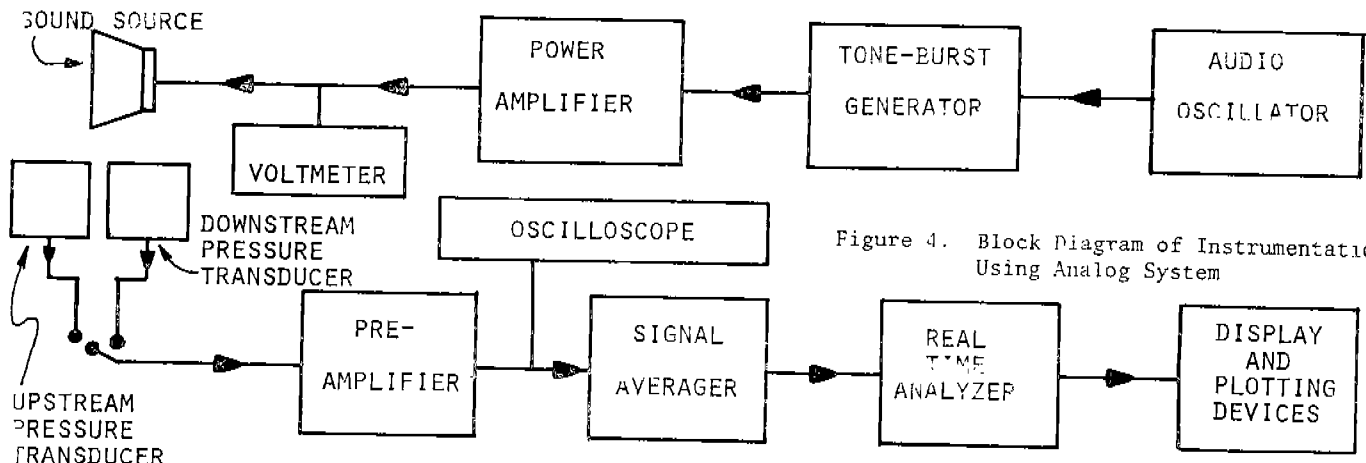 SOUND SOURCE
POWER
AMPLIFIER
TONE-BURST
GENERATOR
AUDIO
OSCILLATOR
VOLTMETER
DOWNSTREAM
PRESSURE
TRANSDUCER
OSCILLOSCOPE
Figure 4. Block Diagram of Instrumentatio
Using Analog System
UPSTREAM
PRESSURE
TRANSDUCER
PRE-
AMPLIFIER
SIGNAL
AVERAGER
REAL
TIME
ANALYZER
DISPLAY
AND
PLOTTING
DEVICES